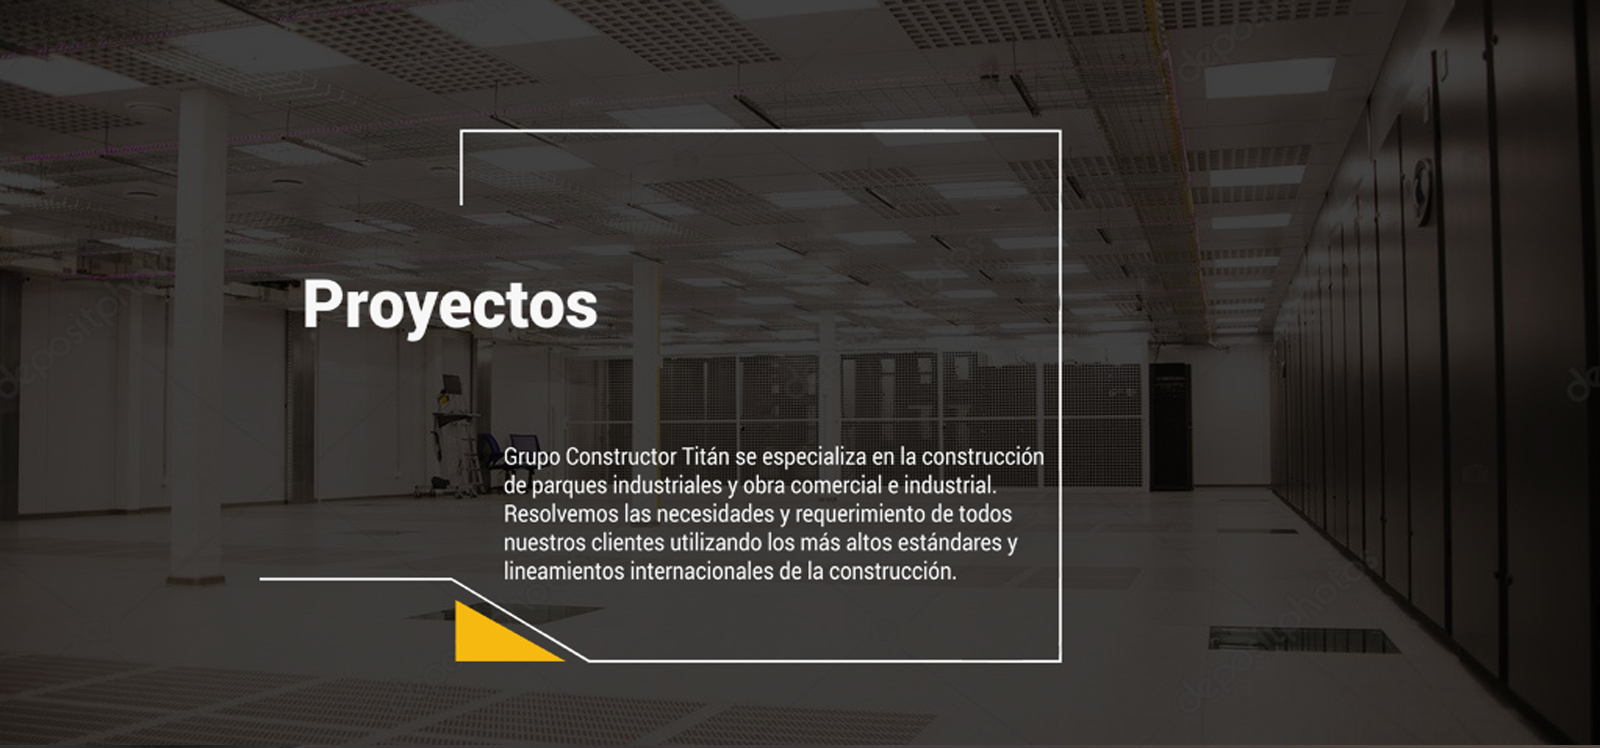 Proyectos
Grupo Constructor Titán se especializa en la construcción
de parques industriales y obra comercial e industrial.
Resolvemos las necesidades y requerimiento de todos
nuestros clientes utilizando los más altos estándares y
lineamientos internacionales de la construcción.
depositphotos